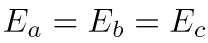 E_a = E_b = E_c